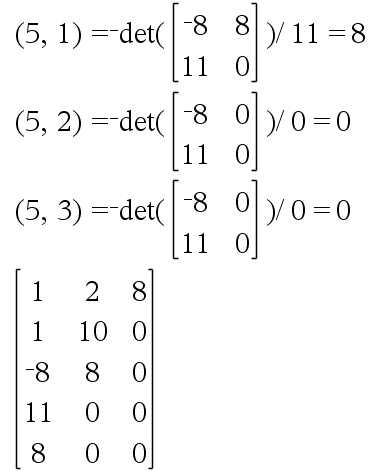 (5, 1) =⁻det([⁻8 8
11 0])/ 11 = 8
(5, 2) =⁻det([⁻8 0
11 0])/ 0 = 0
(5, 3) =⁻det([⁻8 0
11 0])/ 0 = 0
1 2 8
1 10 0
⁻8 8 0
11 0 0
8 0 0